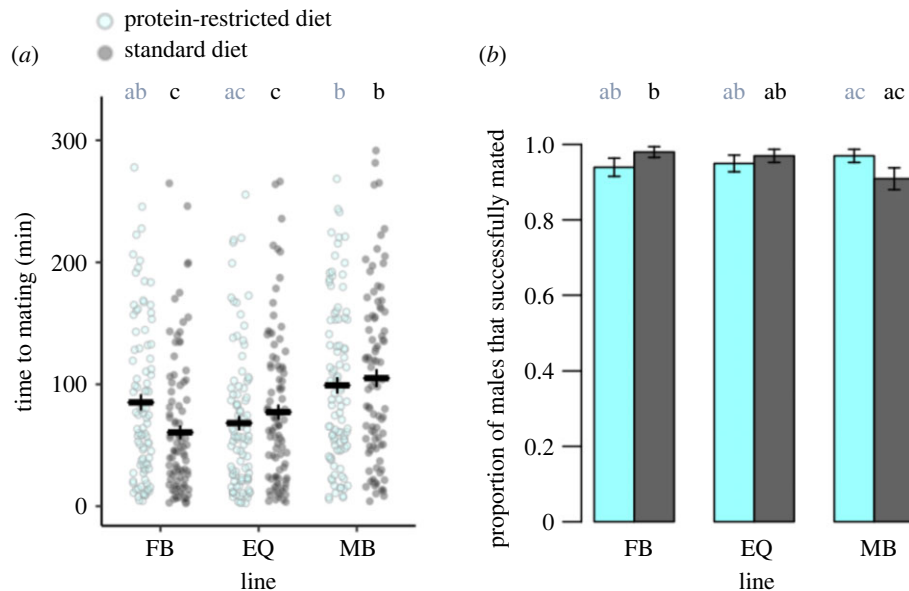 protein-restricted diet
standard diet
(a)
ab c ac c b b
time to mating (min)
300
200
100
0
FB EQ MB
line
(b)
ab b ab ab ac ac
proportion of males that successfully mated
1.0
0.8
0.6
0.4
0.2
0
FB EQ MB
line